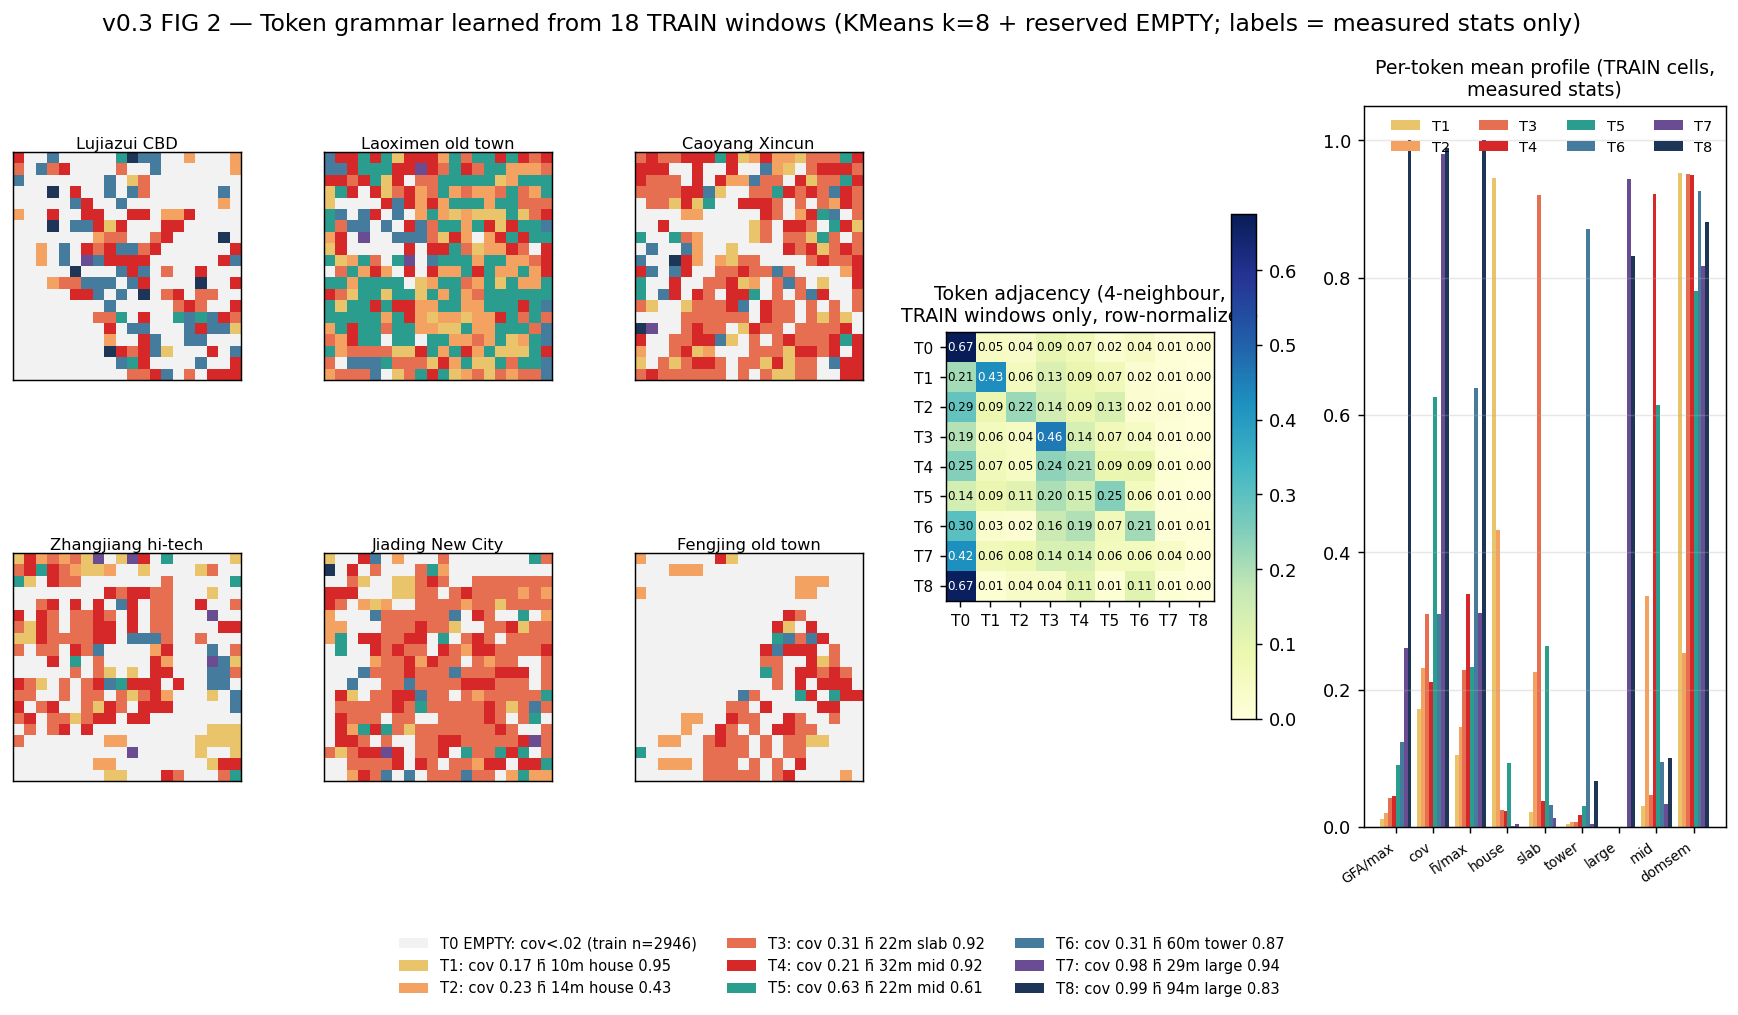 v0.3 FIG 2 — Token grammar learned from 18 TRAIN windows (KMeans k=8 + reserved EMPTY; labels = measured stats only)
Lujiazui CBD
Laoximen old town
Caoyang Xincun
Zhangjiang hi-tech
Jiading New City
Fengjing old town
Token adjacency (4-neighbour,
TRAIN windows only, row-normalize
T0 0.67 0.05 0.04 0.09 0.07 0.02 0.04 0.01 0.00
T1 0.21 0.43 0.06 0.13 0.09 0.07 0.02 0.01 0.00
T2 0.29 0.09 0.22 0.14 0.09 0.13 0.02 0.01 0.00
T3 0.19 0.06 0.04 0.46 0.14 0.07 0.04 0.01 0.00
T4 0.25 0.07 0.05 0.24 0.21 0.09 0.09 0.01 0.00
T5 0.14 0.09 0.11 0.20 0.15 0.25 0.06 0.01 0.00
T6 0.30 0.03 0.02 0.16 0.19 0.07 0.21 0.01 0.01
T7 0.42 0.06 0.08 0.14 0.14 0.06 0.06 0.04 0.00
T8 0.67 0.01 0.04 0.04 0.11 0.01 0.11 0.01 0.00
T0 T1 T2 T3 T4 T5 T6 T7 T8
0.6
0.5
0.4
0.3
0.2
0.1
0.0
Per-token mean profile (TRAIN cells,
measured stats)
T1 T3 T5 T7
T2 T4 T6 T8
1.0
0.8
0.6
0.4
0.2
0.0
GFA/max cov h̄/max house slab tower large mid domsem
T0 EMPTY: cov<.02 (train n=2946)
T1: cov 0.17 h̄ 10m house 0.95
T2: cov 0.23 h̄ 14m house 0.43
T3: cov 0.31 h̄ 22m slab 0.92
T4: cov 0.21 h̄ 32m mid 0.92
T5: cov 0.63 h̄ 22m mid 0.61
T6: cov 0.31 h̄ 60m tower 0.87
T7: cov 0.98 h̄ 29m large 0.94
T8: cov 0.99 h̄ 94m large 0.83